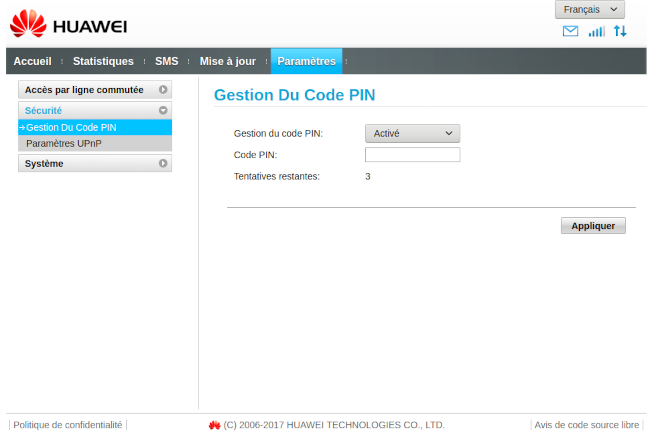 HUAWEI
Français
Accueil Statistiques SMS Mise à jour Paramètres
Accès par ligne commutée
Sécurité
Gestion Du Code PIN
Paramètres UPnP
Système
Gestion Du Code PIN
Gestion du code PIN: Activé
Code PIN:
Tentatives restantes: 3
Appliquer
Politique de confidentialité (C) 2006-2017 HUAWEI TECHNOLOGIES CO., LTD. Avis de code source libre